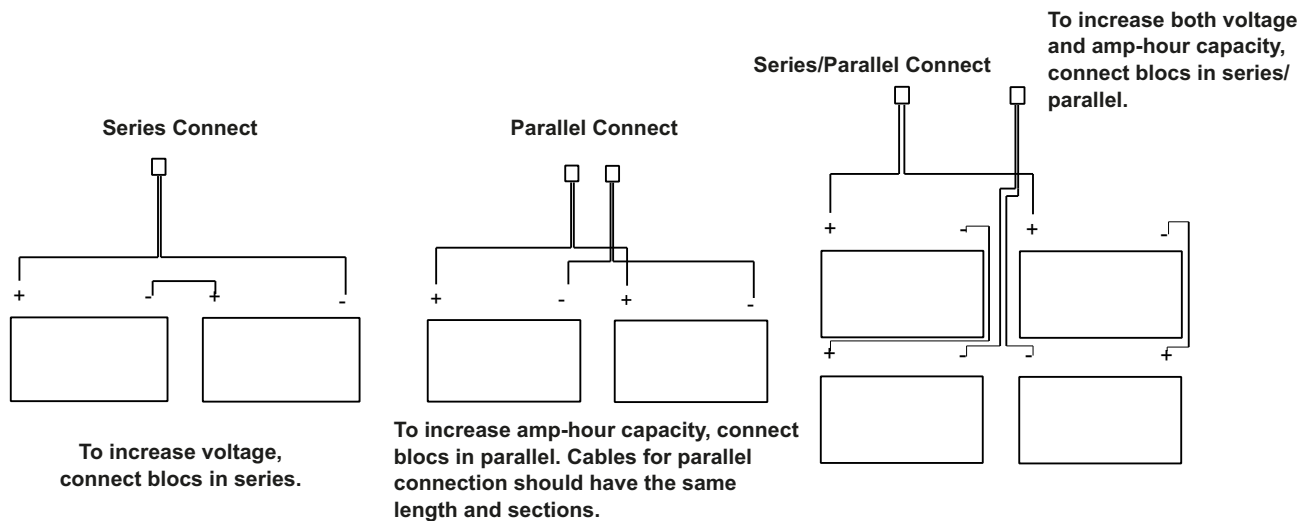 Series Connect
+
-
+
-
To increase voltage,
connect blocs in series.
Parallel Connect
+
-
+
-
To increase amp-hour capacity, connect
blocs in parallel. Cables for parallel
connection should have the same
length and sections.
Series/Parallel Connect
To increase both voltage
and amp-hour capacity,
connect blocs in series/
parallel.
+
-
+
-
+
-
-
+